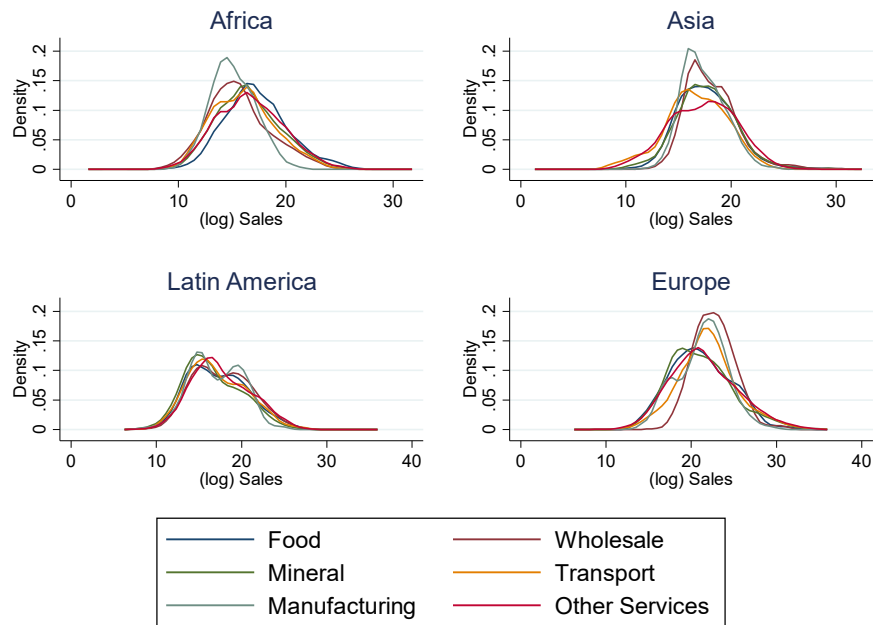 Africa
Density
0 .05 .1 .15 .2
0 10 20 30
(log) Sales
Asia
Density
0 .05 .1 .15 .2
0 10 20 30
(log) Sales
Latin America
Density
0 .05 .1 .15 .2
0 10 20 30 40
(log) Sales
Europe
Density
0 .05 .1 .15 .2
0 10 20 30 40
(log) Sales
Food
Wholesale
Mineral
Transport
Manufacturing
Other Services